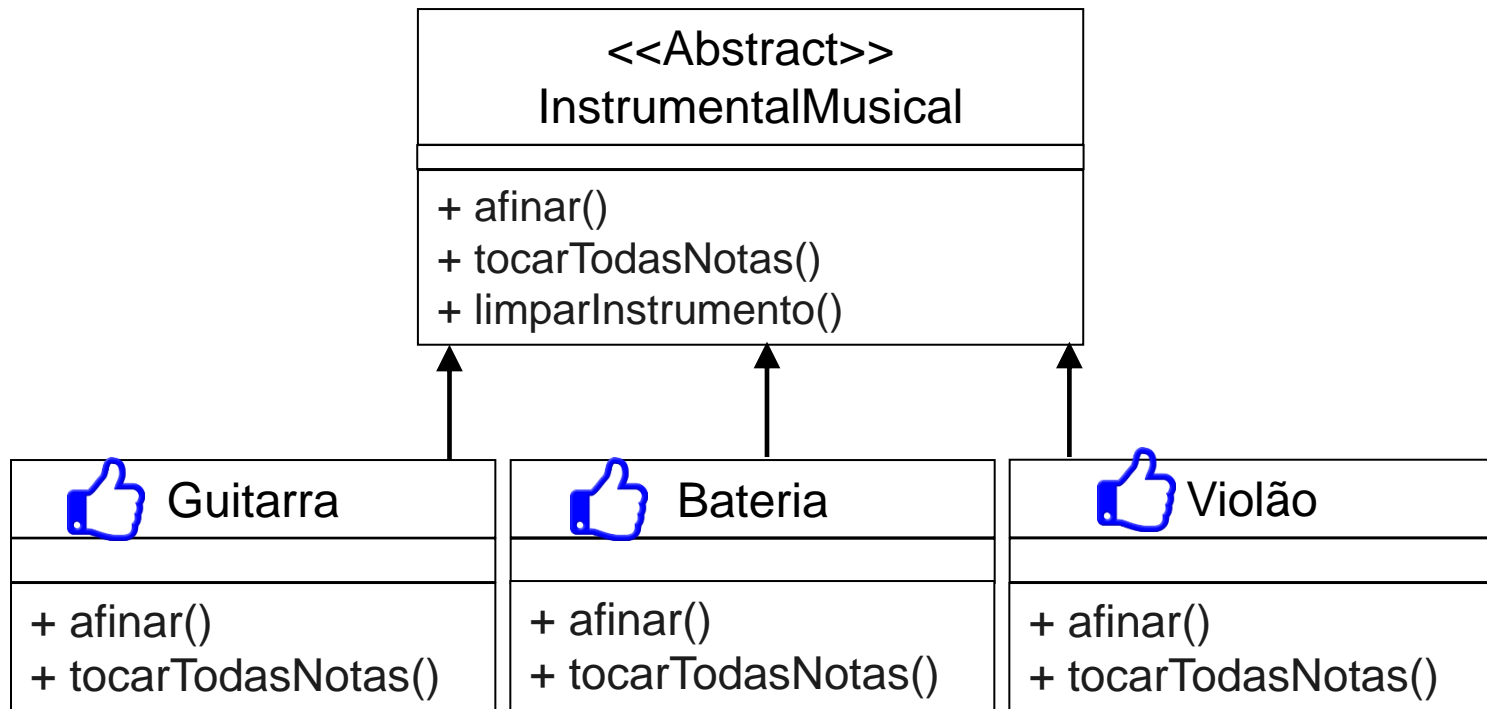 <<Abstract>>
InstrumentalMusical
+ afinar()
+ tocarTodasNotas()
+ limparInstrumento()
Guitarra
+ afinar()
+ tocarTodasNotas()
Bateria
+ afinar()
+ tocarTodasNotas()
Violão
+ afinar()
+ tocarTodasNotas()